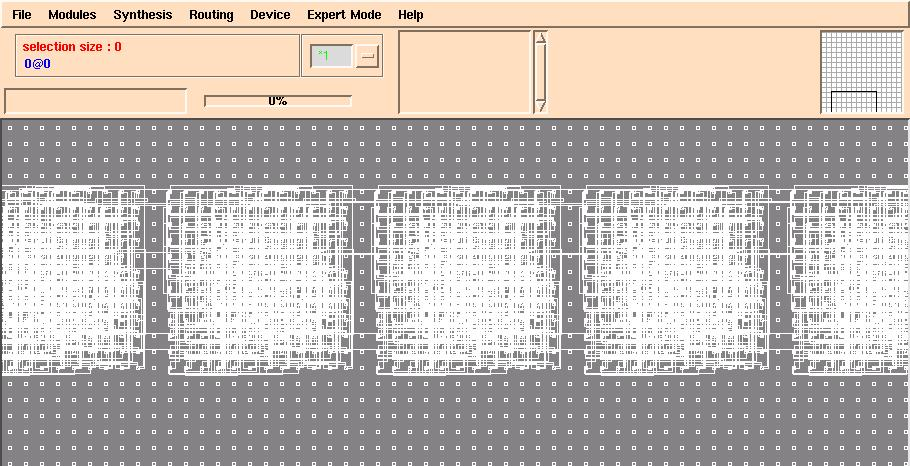 File Modules Synthesis Routing Device Expert Mode Help
selection size : 0
0@0
*1
0%